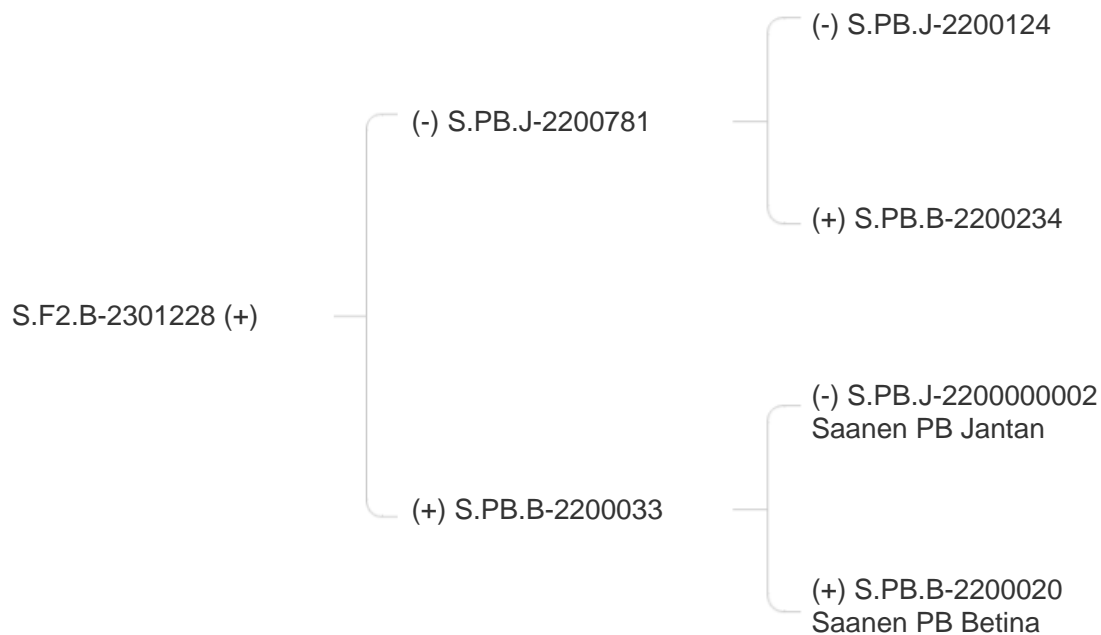 (-) S.PB.J-2200124
(-) S.PB.J-2200781
(+) S.PB.B-2200234
S.F2.B-2301228 (+)
(-) S.PB.J-2200000002
Saanen PB Jantan
(+) S.PB.B-2200033
(+) S.PB.B-2200020
Saanen PB Betina